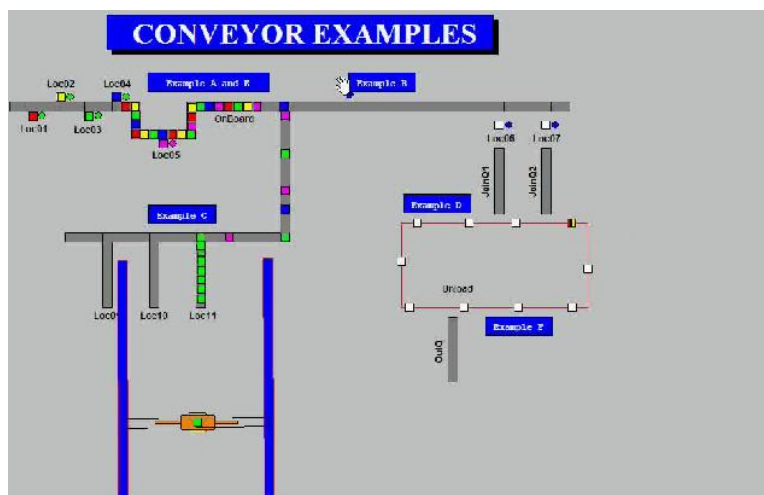 CONVEYOR EXAMPLES
Loc02
Loc04
Example A and E
Example B
Loc01
Loc03
OnBoard
Loc05
Loc06
Loc07
JoinQ1
JoinQ2
Example C
Example D
Unload
Loc10
Loc11
Example F
OutQ